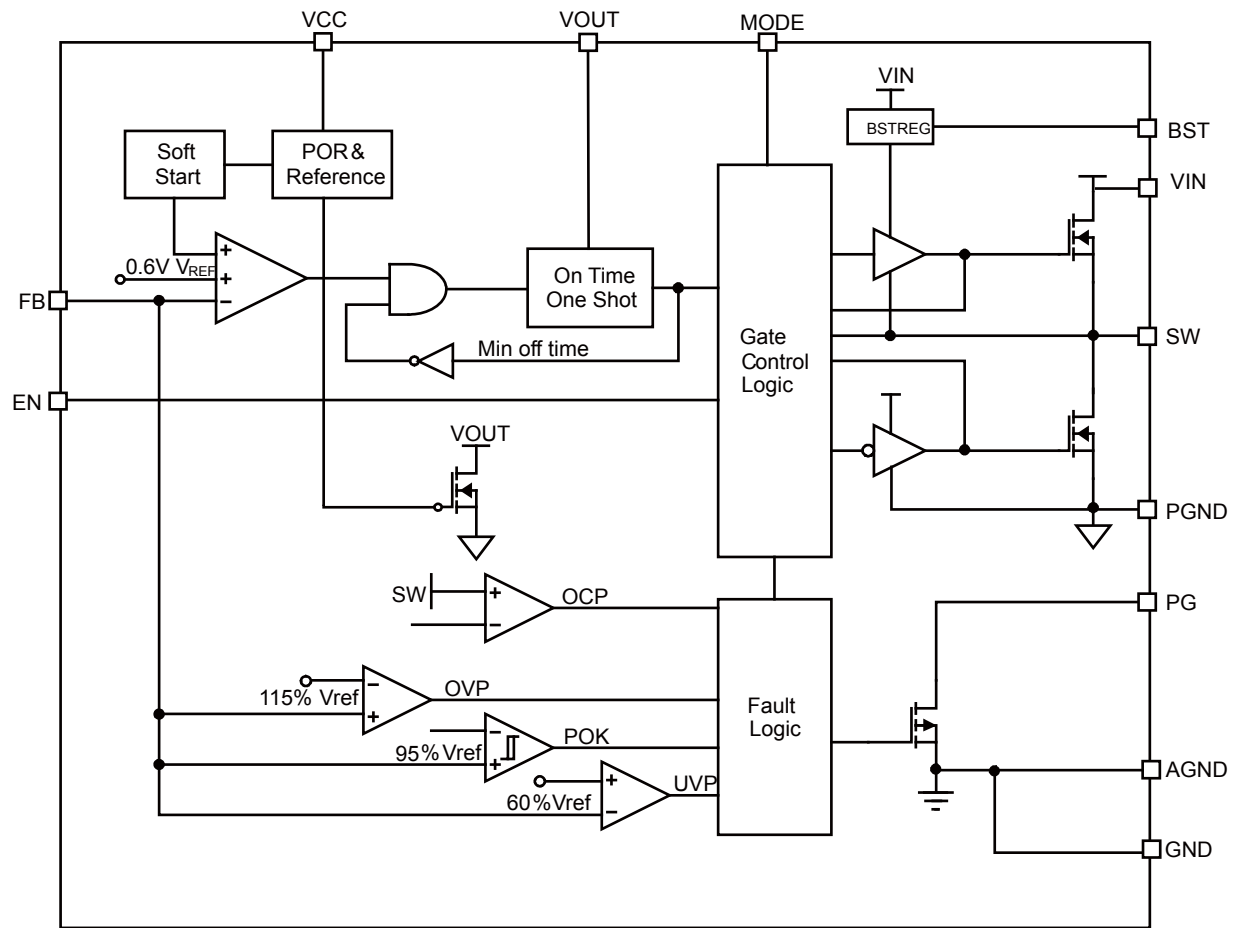 VCC
VOUT
MODE
VIN
BSTREG
BST
Soft
Start
POR &
Reference
VIN
0.6V VREF
+
+
−
FB
On Time
One Shot
Min off time
Gate
Control
Logic
SW
EN
VOUT
PGND
SW
+
−
OCP
PG
115% Vref
−
+
OVP
Fault
Logic
95% Vref
−
+
POK
60%Vref
+
−
UVP
AGND
GND